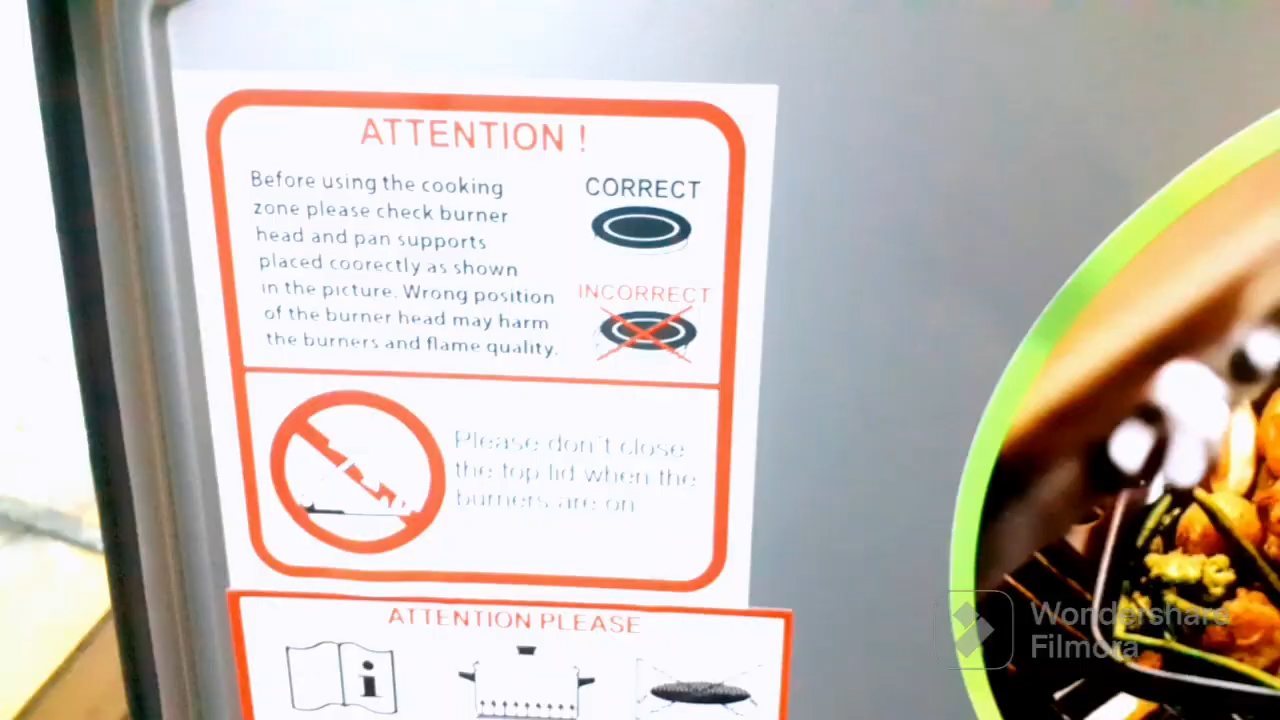 ATTENTION !
Before using the cooking
zone please check burner
head and pan supports
placed coorectly as shown
in the picture. Wrong position
of the burner head may harm
the burners and flame quality.
CORRECT
INCORRECT
Please don't close
the top lid when the
burners are on
ATTENTION PLEASE
i
Wondershare
Filmora